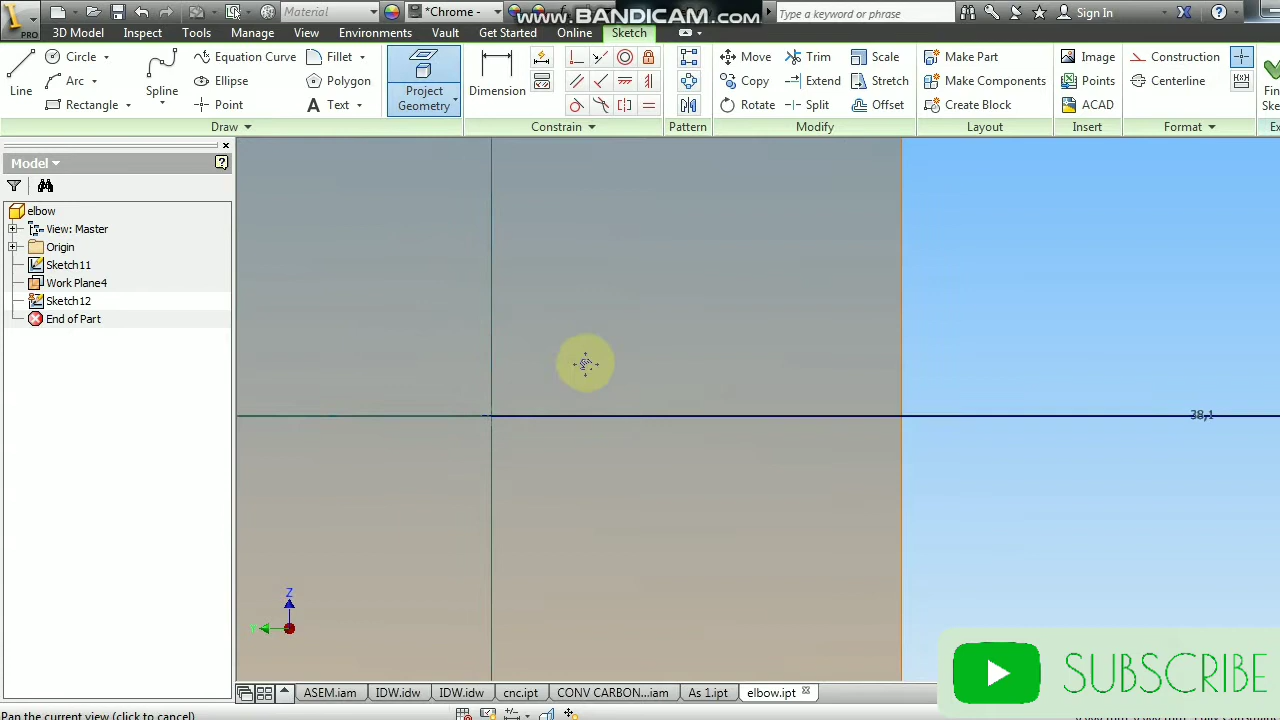 Material
*Chrome -
www.BANDICAM.com
Type a keyword or phrase
Sign In
PRO
3D Model
Inspect
Tools
Manage
View
Environments
Vault
Get Started
Online
Sketch
Line
Circle
Arc
Rectangle
Spline
Equation Curve
Ellipse
Point
Fillet
Polygon
Text
Project Geometry
Dimension
Move
Copy
Rotate
Trim
Extend
Split
Scale
Stretch
Offset
Make Part
Make Components
Create Block
Image
Points
ACAD
Construction
Centerline
Draw
Constrain
Pattern
Modify
Layout
Insert
Format
Model
elbow
View: Master
Origin
Sketch11
Work Plane4
Sketch12
End of Part
38,1
Z
SUBSCRIBE
ASEM.iam
IDW.idw
IDW.idw
cnc.ipt
CONV CARBON...iam
As 1.ipt
elbow.ipt
Pan the current view (click to cancel)